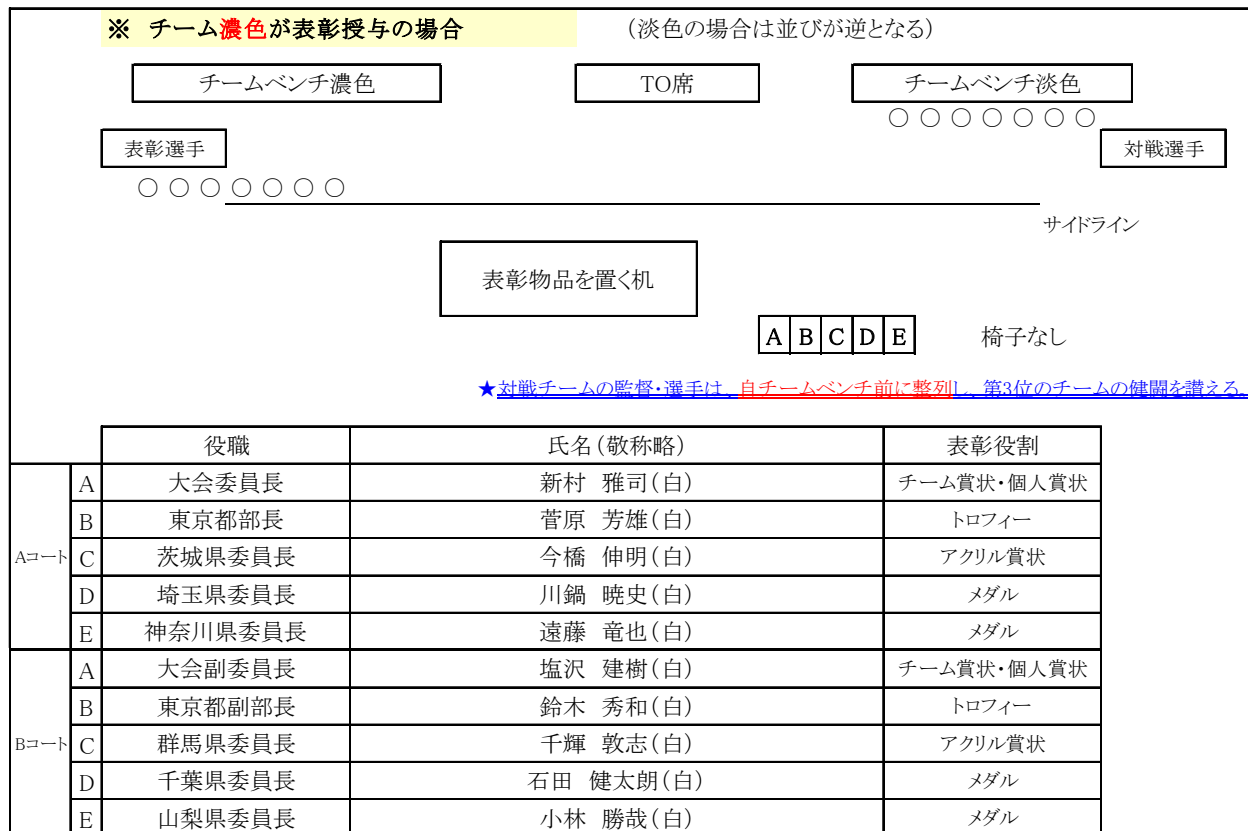 ※ チーム濃色が表彰授与の場合 (淡色の場合は並びが逆となる)
チームベンチ濃色 TO席 チームベンチ淡色
○○○○○○○
表彰選手 対戦選手
○○○○○○○
サイドライン
表彰物品を置く机
A B C D E 椅子なし
★対戦チームの監督・選手は、自チームベンチ前に整列し、第3位のチームの健闘を讃える。
役職 氏名(敬称略) 表彰役割
Aコート
A 大会委員長 新村 雅司(白) チーム賞状・個人賞状
B 東京都部長 菅原 芳雄(白) トロフィー
C 茨城県委員長 今橋 伸明(白) アクリル賞状
D 埼玉県委員長 川鍋 暁史(白) メダル
E 神奈川県委員長 遠藤 竜也(白) メダル
Bコート
A 大会副委員長 塩沢 建樹(白) チーム賞状・個人賞状
B 東京都副部長 鈴木 秀和(白) トロフィー
C 群馬県委員長 千輝 敦志(白) アクリル賞状
D 千葉県委員長 石田 健太朗(白) メダル
E 山梨県委員長 小林 勝哉(白) メダル